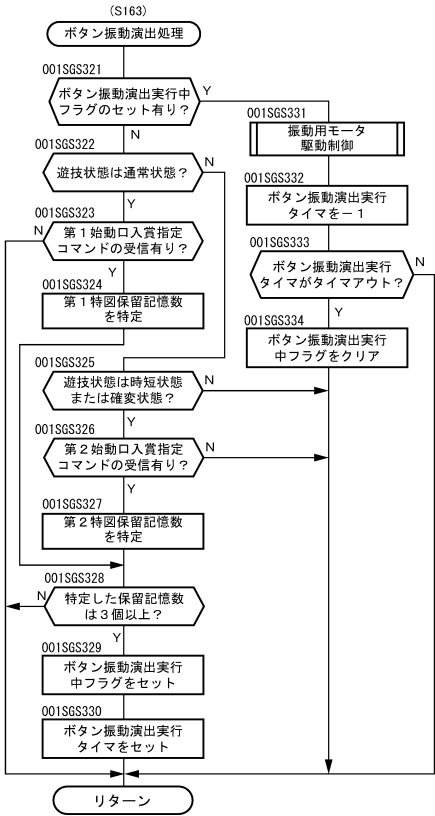 (S163)
ボタン振動演出処理
001SGS321
ボタン振動演出実行中
フラグのセット有り？
Y
N
001SGS331
振動用モータ
駆動制御
001SGS322
遊技状態は通常状態？
N
Y
001SGS332
ボタン振動演出実行
タイマを－１
001SGS323
N
第１始動口入賞指定
コマンドの受信有り？
Y
001SGS333
ボタン振動演出実行
タイマがタイマアウト？
N
Y
001SGS324
第１特図保留記憶数
を特定
001SGS334
ボタン振動演出実行
中フラグをクリア
001SGS325
遊技状態は時短状態
または確変状態？
N
Y
001SGS326
第２始動口入賞指定
コマンドの受信有り？
N
Y
001SGS327
第２特図保留記憶数
を特定
001SGS328
N
特定した保留記憶数
は３個以上？
Y
001SGS329
ボタン振動演出実行
中フラグをセット
001SGS330
ボタン振動演出実行
タイマをセット
リターン